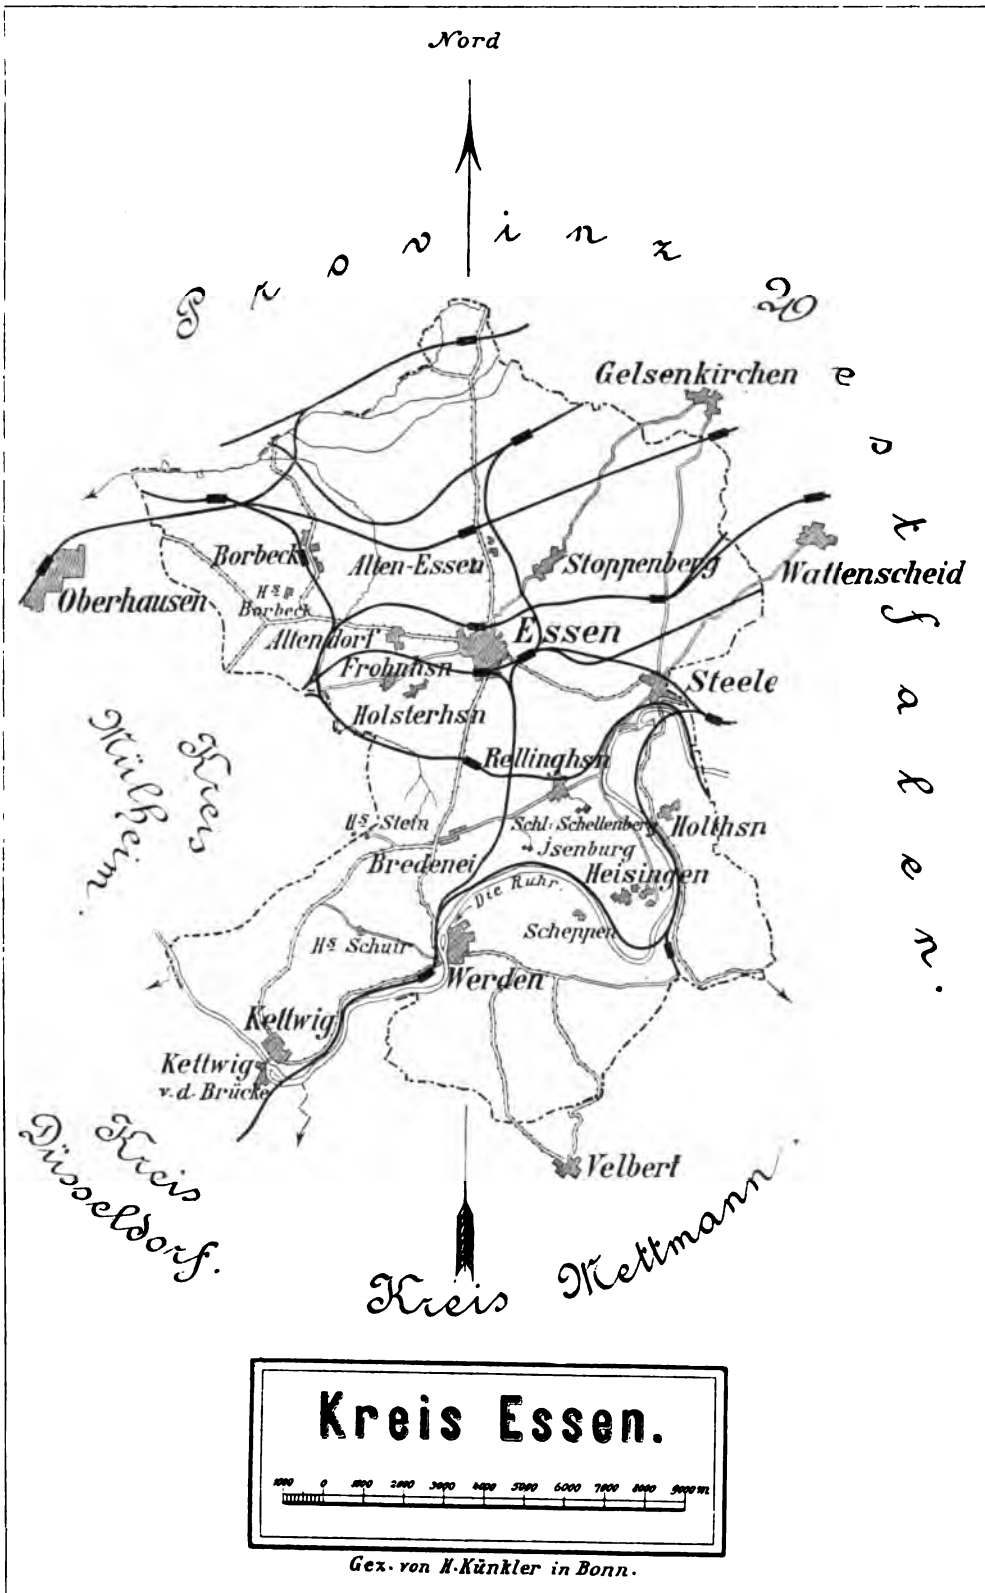 Nord
Provinz Westfalen.
Gelsenkirchen
Borbeck
Alten-Essen
Stoppenberg
Wattenscheid
Oberhausen
Hs
Borbeck
Altendorf
Essen
Frohnhsn
Steele
Holsterhsn
Kreis
Mülheim.
Rellinghsn
Hs Stein
Schl: Schellenberg
Holthsn
Jsenburg
Bredenei
Heisingen
Die Ruhr.
Hs Schuir
Scheppen
Werden
Kettwig
Kettwig
v. d. Brücke
Kreis
Düsseldorf.
Velbert
Kreis Mettmann
Kreis Essen.
1000 0 1000 2000 3000 4000 5000 6000 7000 8000 9000 m
Gez. von H. Künkler in Bonn.